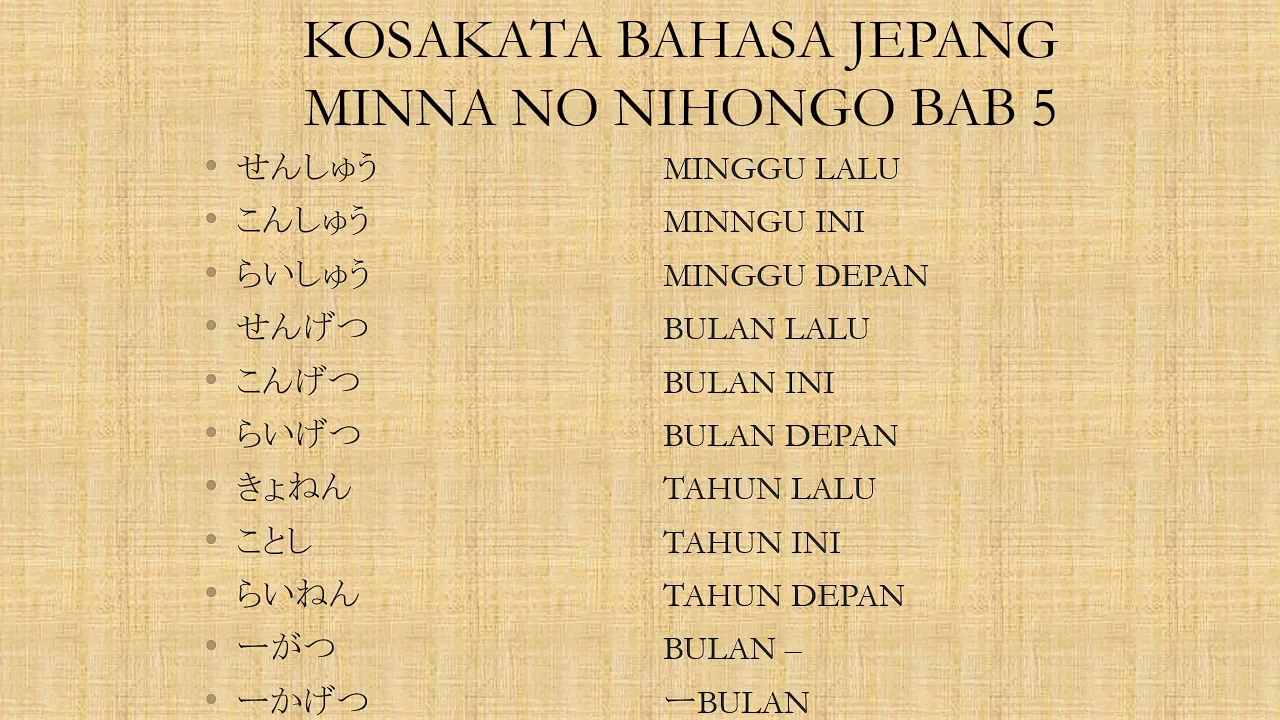 KOSAKATA BAHASA JEPANG
MINNA NO NIHONGO BAB 5
• せんしゅう MINGGU LALU
• こんしゅう MINNGU INI
• らいしゅう MINGGU DEPAN
• せんげつ BULAN LALU
• こんげつ BULAN INI
• らいげつ BULAN DEPAN
• きょねん TAHUN LALU
• ことし TAHUN INI
• らいねん TAHUN DEPAN
• ーがつ BULAN –
• ーかげつ ーBULAN